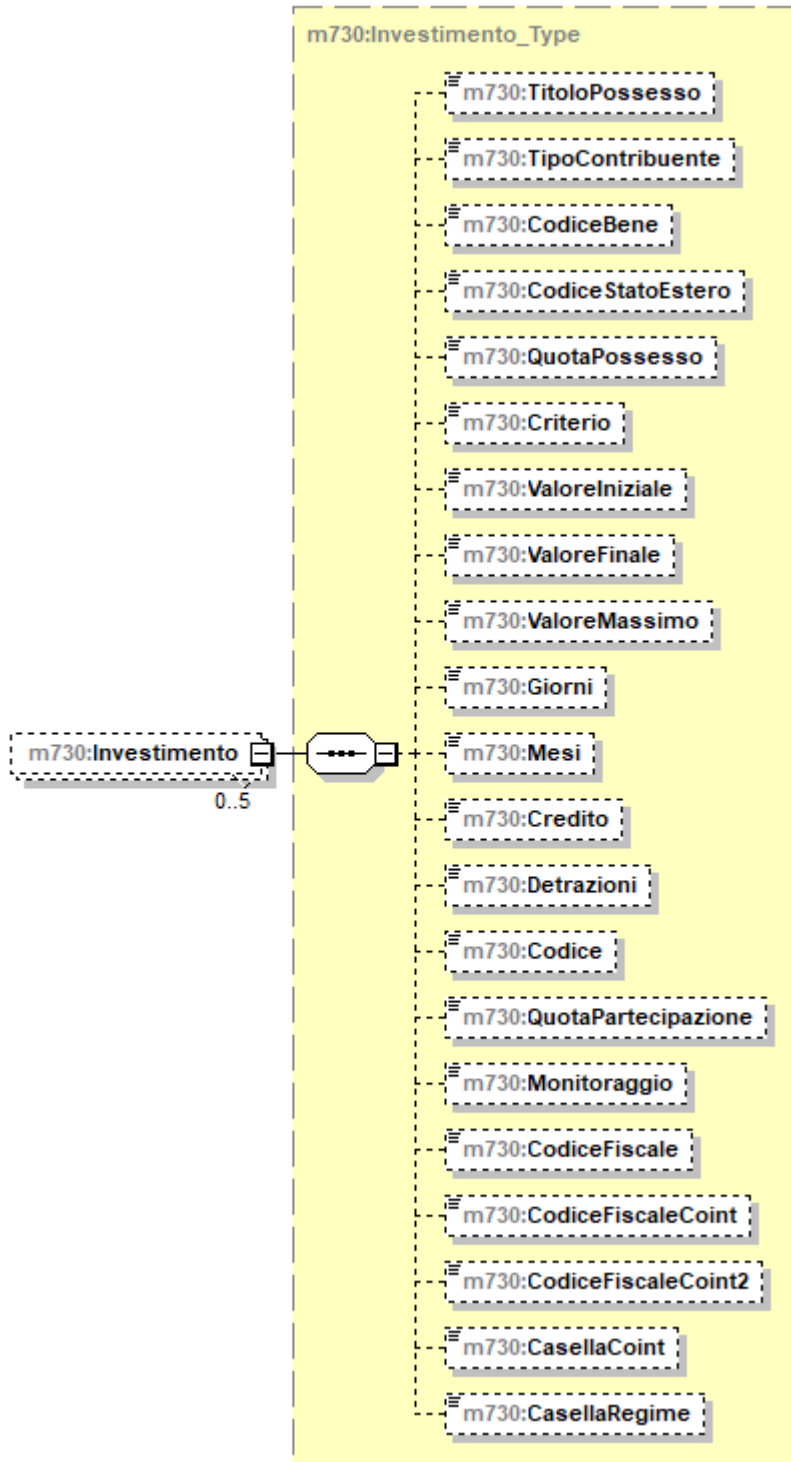 m730:Investimento_Type
m730:TitoloPossesso
m730:TipoContribuente
m730:CodiceBene
m730:CodiceStatoEstero
m730:QuotaPossesso
m730:Criterio
m730:ValoreIniziale
m730:ValoreFinale
m730:ValoreMassimo
m730:Giorni
m730:Investimento
0..5
m730:Mesi
m730:Credito
m730:Detrazioni
m730:Codice
m730:QuotaPartecipazione
m730:Monitoraggio
m730:CodiceFiscale
m730:CodiceFiscaleCoint
m730:CodiceFiscaleCoint2
m730:CasellaCoint
m730:CasellaRegime